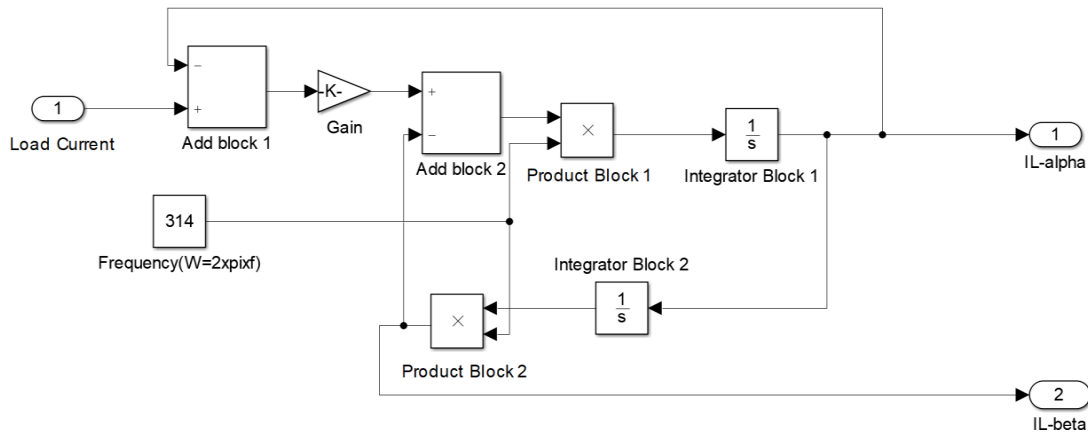 −
+
1
Load Current
Add block 1
-K-
Gain
+
−
Add block 2
×
Product Block 1
1
s
Integrator Block 1
1
IL-alpha
314
Frequency(W=2xpixf)
Integrator Block 2
1
s
×
Product Block 2
2
IL-beta